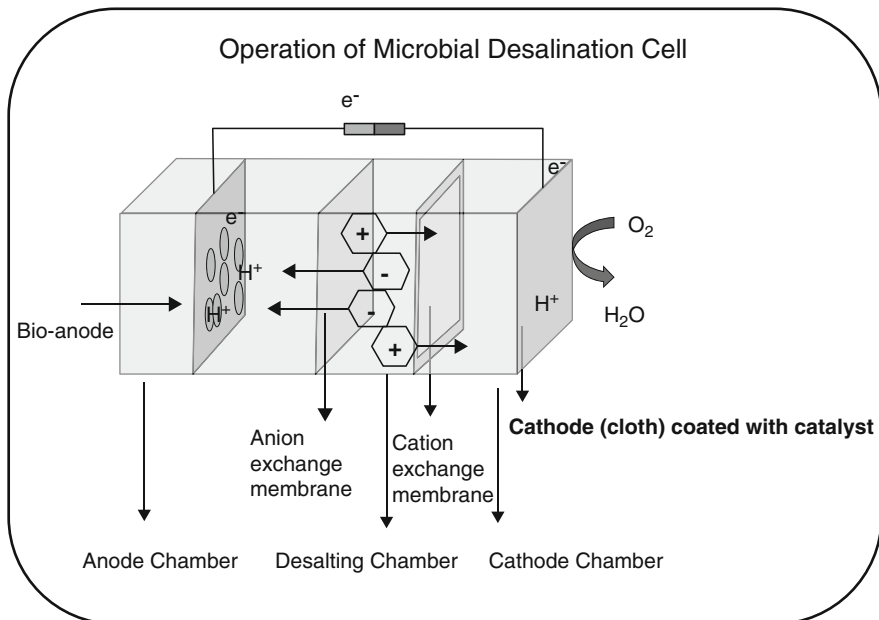 Operation of Microbial Desalination Cell
e-
e-
e-
O2
+
H+
-
H+
-
H+
H2O
Bio-anode
+
Cathode (cloth) coated with catalyst
Anion
exchange
membrane
Cation
exchange
membrane
Anode Chamber
Desalting Chamber
Cathode Chamber